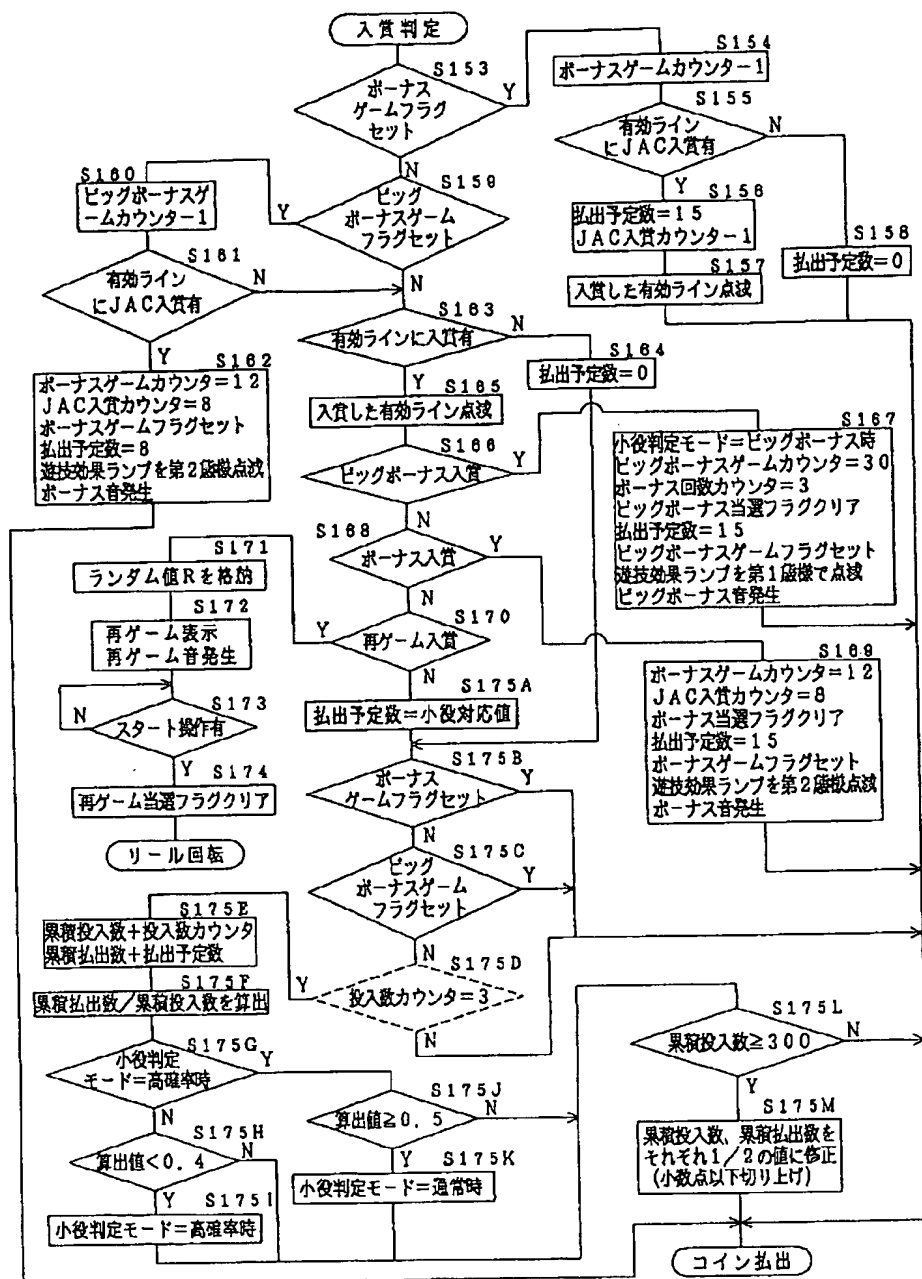 入賞判定
S153
ボーナス
ゲームフラグ
セット
Y
N
S154
ボーナスゲームカウンター1
S155
有効ライン
にJAC入賞有
N
Y
S156
払出予定数=15
JAC入賞カウンター1
S157
入賞した有効ライン点滅
S158
払出予定数=0
S159
ビッグ
ボーナスゲーム
フラグセット
Y
N
S160
ビッグボーナスゲ
ームカウンター1
S161
有効ライン
にJAC入賞有
N
Y
S162
ボーナスゲームカウンタ=12
JAC入賞カウンタ=8
ボーナスゲームフラグセット
払出予定数=8
遊技効果ランプを第2態様点滅
ボーナス音発生
S163
有効ラインに入賞有
N
Y
S164
払出予定数=0
S165
入賞した有効ライン点滅
S166
ビッグボーナス入賞
Y
N
S167
小役判定モード=ビッグボーナス時
ビッグボーナスゲームカウンタ=30
ボーナス回数カウンタ=3
ビッグボーナス当選フラグクリア
払出予定数=15
ビッグボーナスゲームフラグセット
遊技効果ランプを第1態様で点滅
ビッグボーナス音発生
S168
ボーナス入賞
Y
N
S169
ボーナスゲームカウンタ=12
JAC入賞カウンタ=8
ボーナス当選フラグクリア
払出予定数=15
ボーナスゲームフラグセット
遊技効果ランプを第2態様点滅
ボーナス音発生
S170
再ゲーム入賞
Y
N
S171
ランダム値Rを格納
S172
再ゲーム表示
再ゲーム音発生
S173
スタート操作有
N
Y
S174
再ゲーム当選フラグクリア
リール回転
S175A
払出予定数=小役対応値
S175B
ボーナス
ゲームフラグセット
Y
N
S175C
ビッグ
ボーナスゲーム
フラグセット
Y
N
S175D
投入数カウンタ=3
Y
N
S175E
累積投入数+投入数カウンタ
累積払出数+払出予定数
S175F
累積払出数/累積投入数を算出
S175G
小役判定
モード=高確率時
Y
N
S175H
算出値<0.4
N
Y
S175I
小役判定モード=高確率時
S175J
算出値≧0.5
N
Y
S175K
小役判定モード=通常時
S175L
累積投入数≧300
N
Y
S175M
累積投入数、累積払出数を
それぞれ1/2の値に修正
(小数点以下切り上げ)
コイン払出